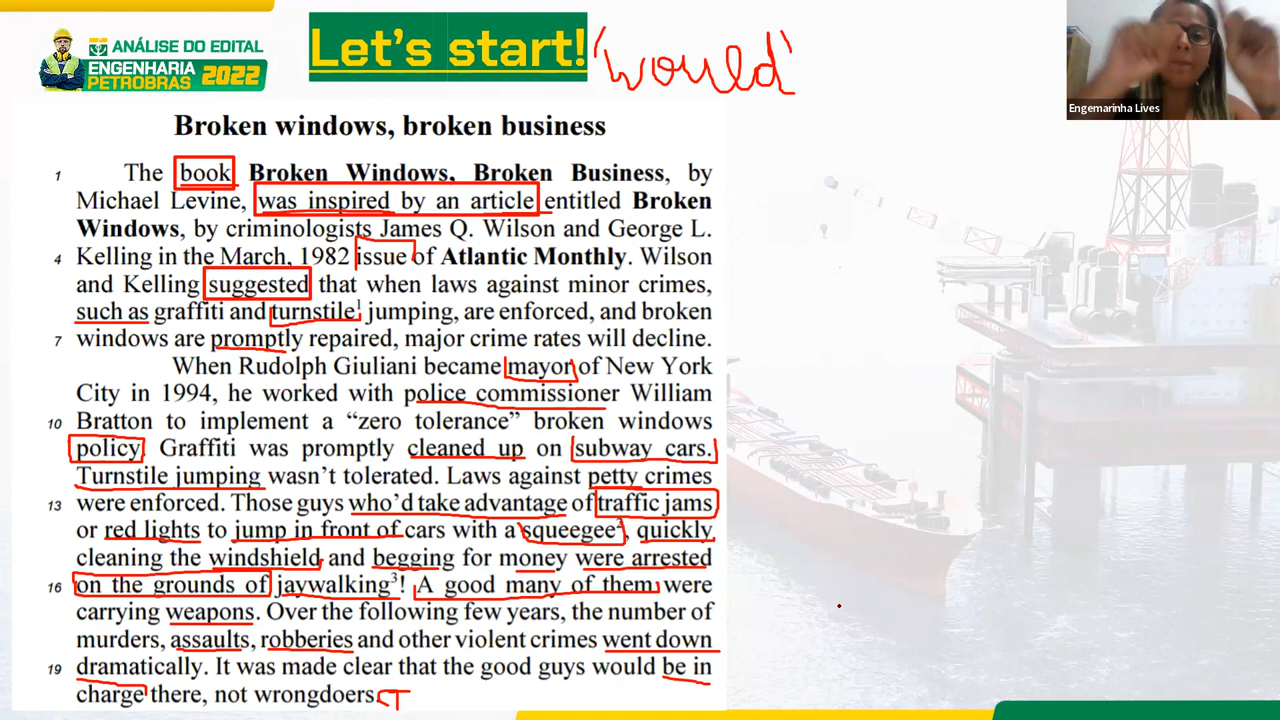 ANÁLISE DO EDITAL
ENGENHARIA
PETROBRAS 2022
Let's start!
'would'
Engemarinha Lives
Broken windows, broken business
1 The book Broken Windows, Broken Business, by
Michael Levine, was inspired by an article entitled Broken
Windows, by criminologists James Q. Wilson and George L.
4 Kelling in the March, 1982 issue of Atlantic Monthly. Wilson
and Kelling suggested that when laws against minor crimes,
such as graffiti and turnstile¹ jumping, are enforced, and broken
7 windows are promptly repaired, major crime rates will decline.
When Rudolph Giuliani became mayor of New York
City in 1994, he worked with police commissioner William
10 Bratton to implement a “zero tolerance” broken windows
policy. Graffiti was promptly cleaned up on subway cars.
Turnstile jumping wasn't tolerated. Laws against petty crimes
13 were enforced. Those guys who'd take advantage of traffic jams
or red lights to jump in front of cars with a squeegee², quickly
cleaning the windshield, and begging for money were arrested
16 on the grounds of jaywalking³! A good many of them were
carrying weapons. Over the following few years, the number of
murders, assaults, robberies and other violent crimes went down
19 dramatically. It was made clear that the good guys would be in
charge there, not wrongdoers.